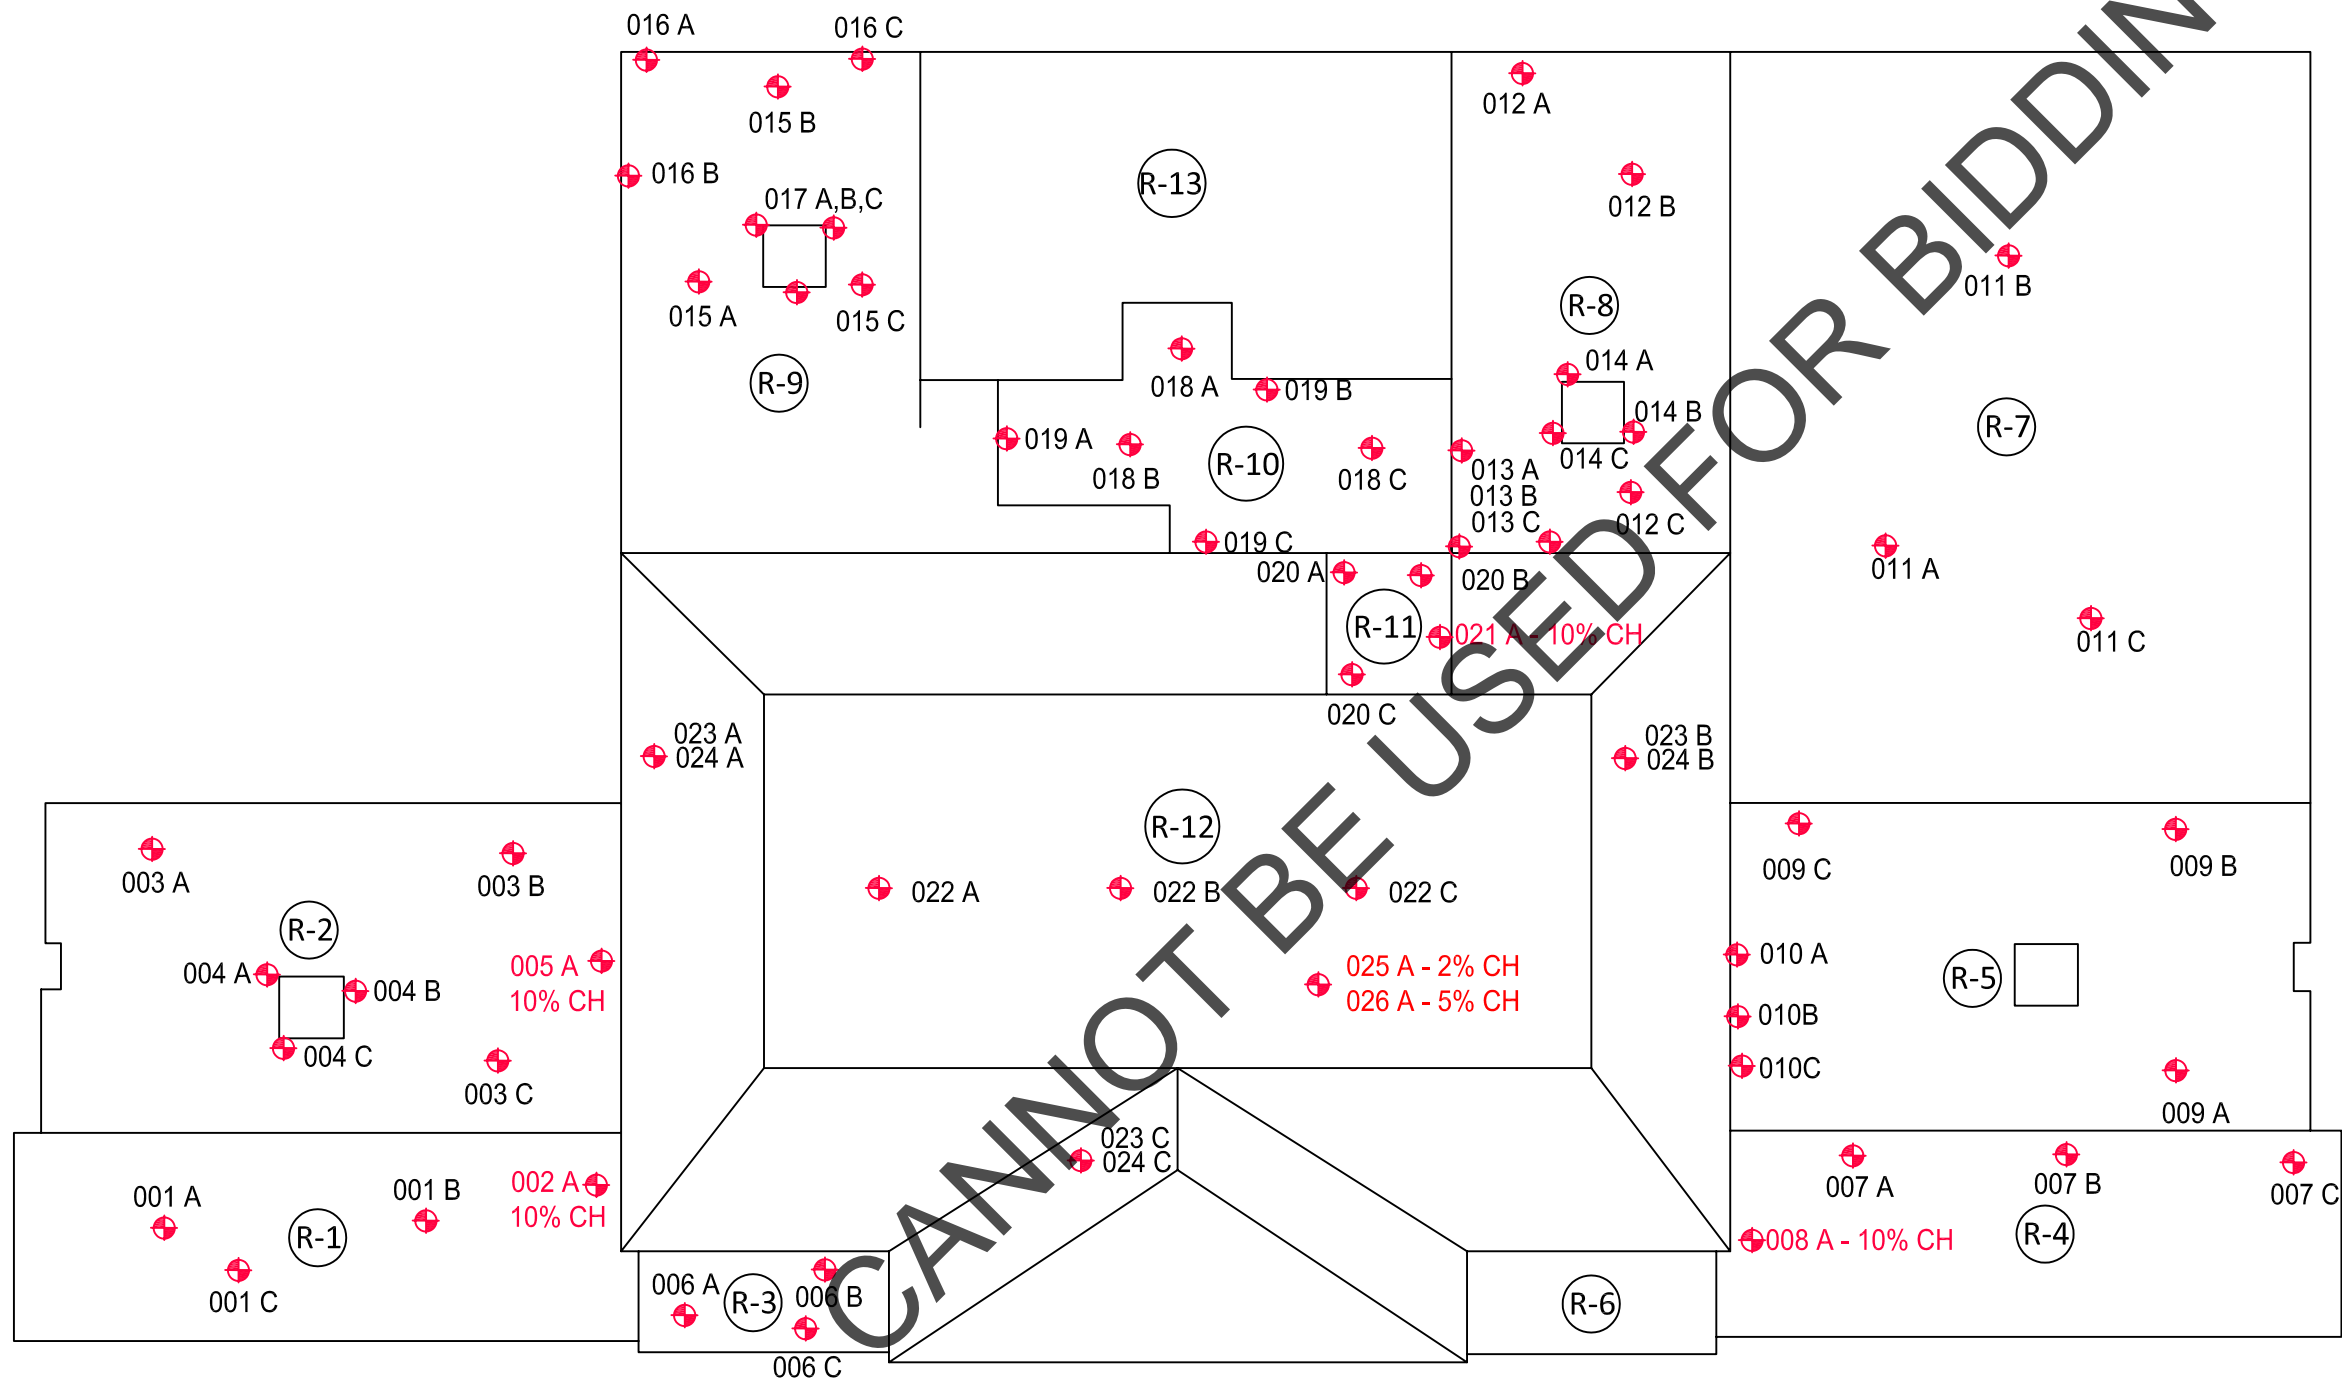 016 A
016 C
015 B
012 A
016 B
R-13
017 A,B,C
012 B
011 B
015 A
015 C
R-8
R-9
018 A
019 B
014 A
014 B
R-7
019 A
018 B
R-10
018 C
013 A
013 B
013 C
014 C
012 C
019 C
020 A
020 B
011 A
R-11
021 A - 10% CH
011 C
020 C
023 A
024 A
023 B
024 B
R-12
003 A
003 B
009 C
009 B
022 A
022 B
022 C
R-2
004 A
004 B
005 A
10% CH
025 A - 2% CH
026 A - 5% CH
010 A
R-5
010B
004 C
003 C
010C
009 A
023 C
024 C
001 A
001 B
002 A
10% CH
R-1
001 C
007 A
007 B
007 C
008 A - 10% CH
R-4
006 A
R-3
006 B
006 C
R-6
CANNOT BE USED FOR BIDDIN